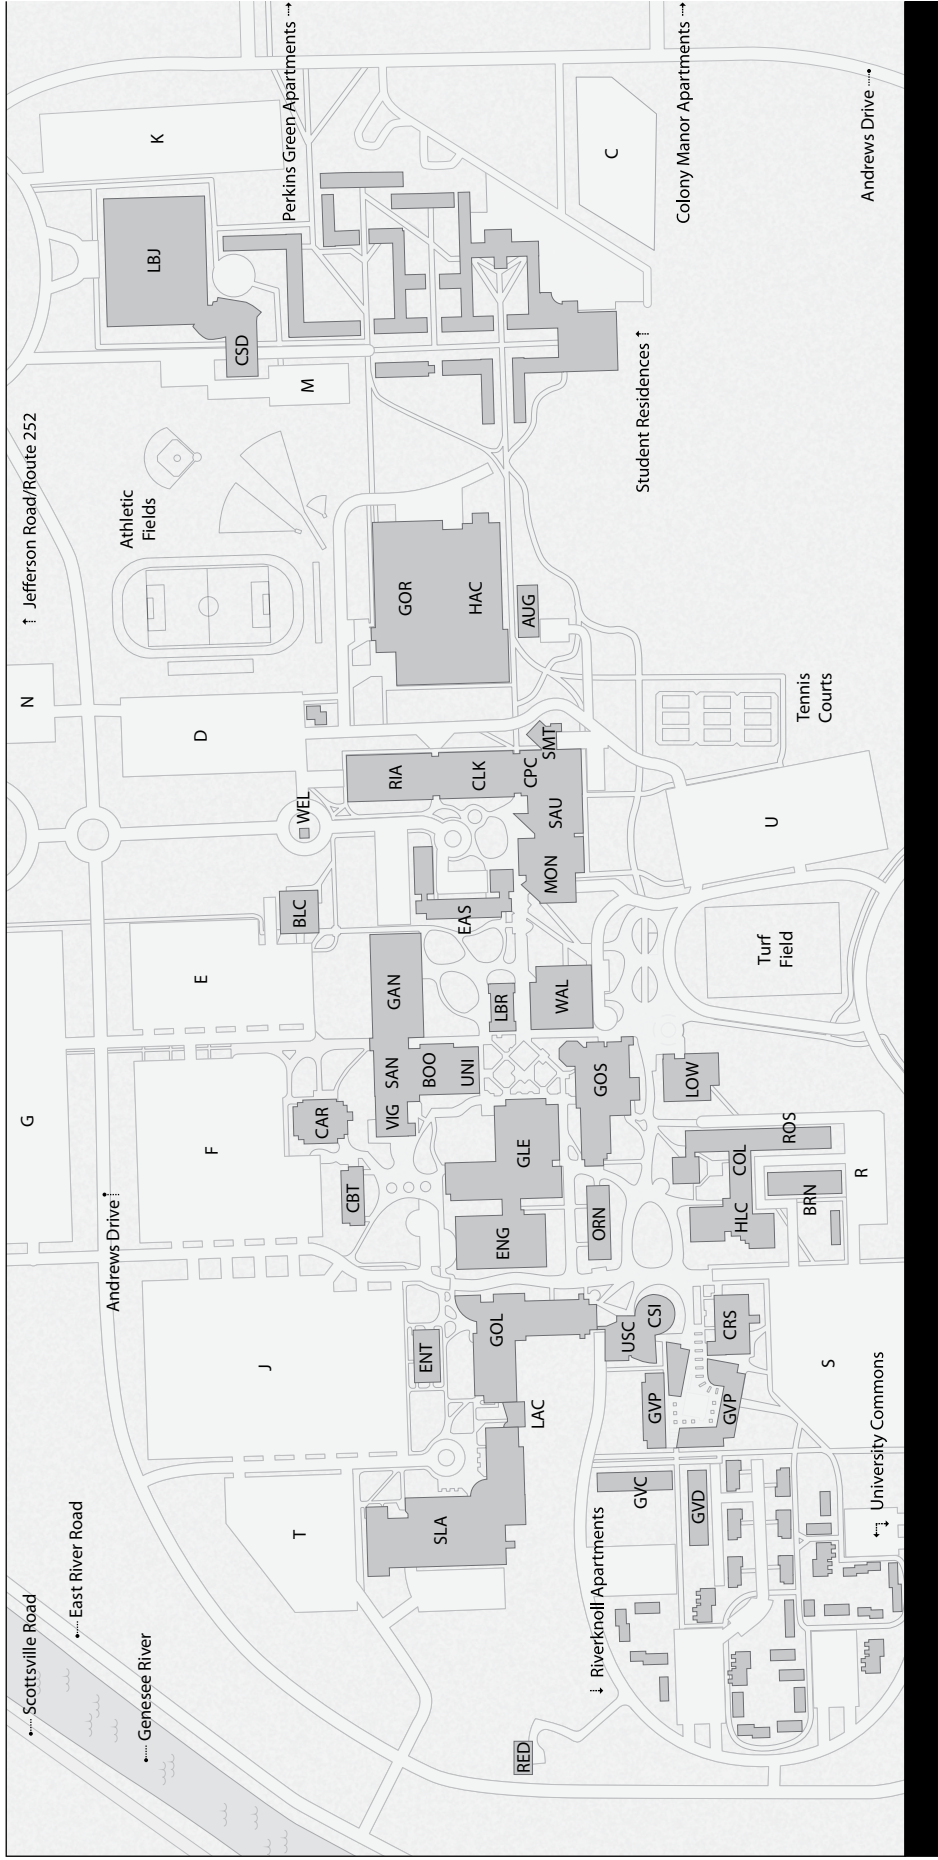 Scottsville Road
G
N
Jefferson Road/Route 252
East River Road
Andrews Drive
Genesee River
Athletic
Fields
LBJ
K
E
D
F
J
CSD
T
BLC
WEL
Perkins Green Apartments
M
CAR
CBT
VIG
SAN
GAN
RIA
GOR
ENT
BOO
SLA
EAS
UNI
CLK
HAC
GOL
ENG
LBR
RED
GLE
LAC
AUG
CPC
SMT
MON
SAU
WAL
Riverknoll Apartments
ORN
GOS
C
USC
GVC
Student Residences
CSI
GVP
Colony Manor Apartments
LOW
GVD
GVP
CRS
HLC
COL
Turf
Field
U
ROS
BRN
Tennis
Courts
S
R
University Commons
Andrews Drive